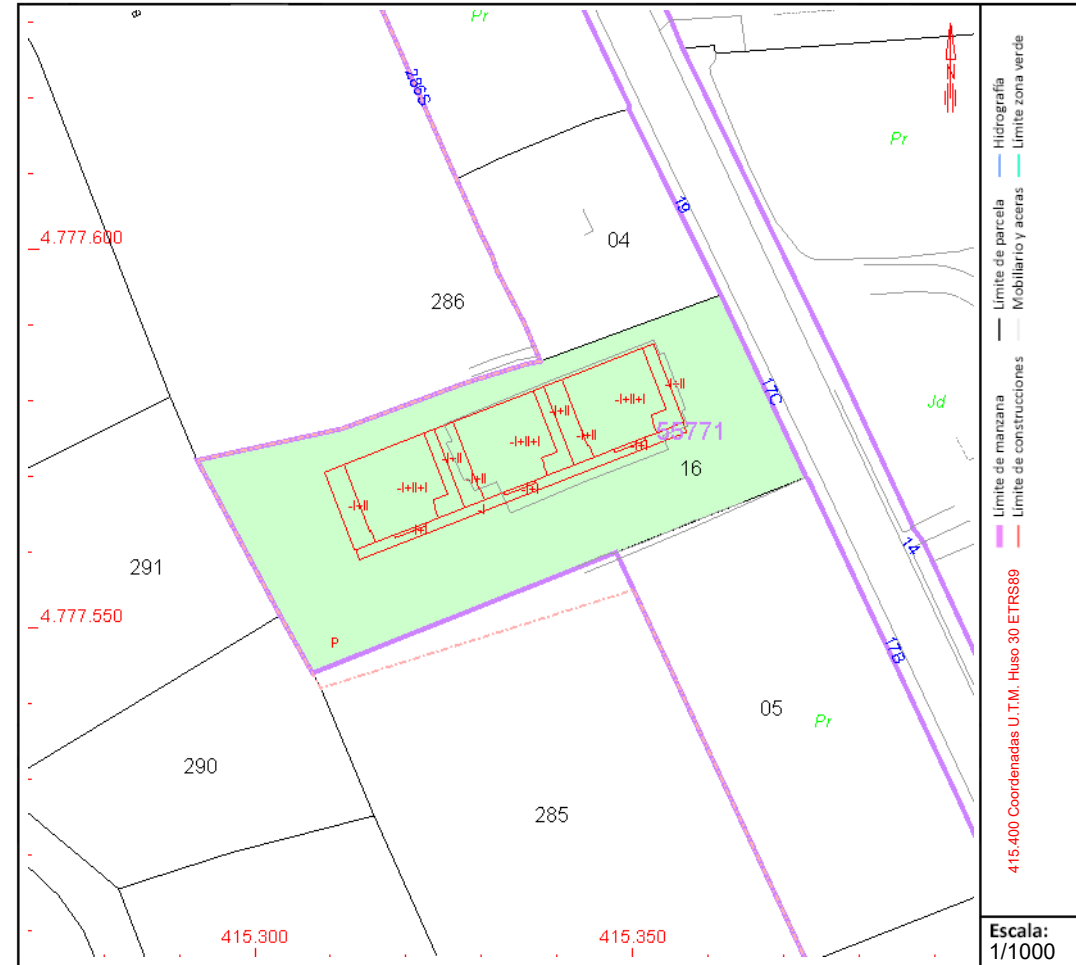 Pr
286S
N
Pr
19
4.777.600
04
286
17C
Jd
-I+II+I
-I+II
-I+II
-I+II
55771
-I+II+I
-I+II
16
-I+II
-I+II+I
-I+II
-I
-I+II
14
291
4.777.550
P
17B
05
Pr
290
285
415.300
415.350
Límite de manzana
Límite de parcela
Hidrografía
Límite de construcciones
Mobiliario y aceras
Límite zona verde
415.400 Coordenadas U.T.M. Huso 30 ETRS89
Escala:
1/1000